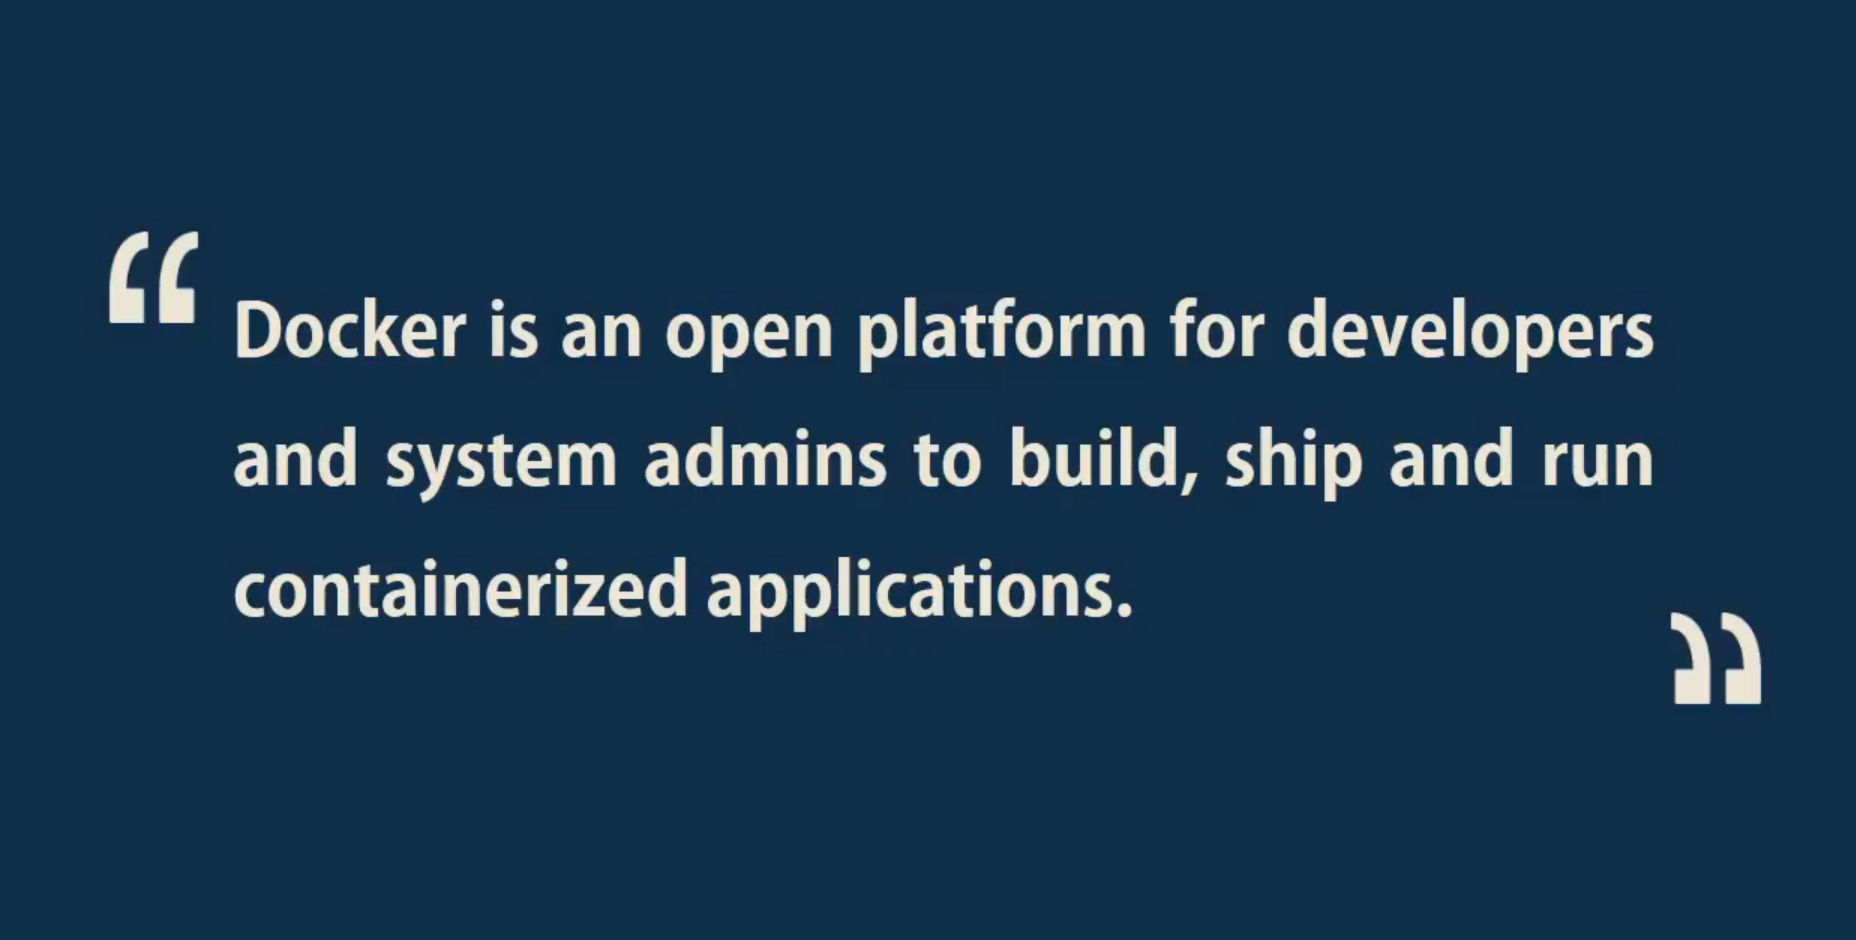 “ Docker is an open platform for developers
and system admins to build, ship and run
containerized applications. ”